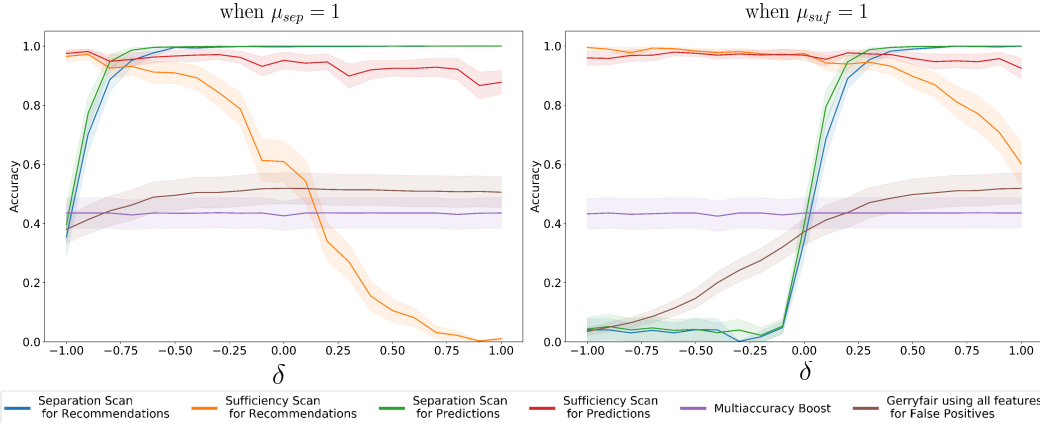 when μ_sep = 1
when μ_suf = 1
Accuracy
1.0
0.8
0.6
0.4
0.2
0.0
−1.00 −0.75 −0.50 −0.25 0.00 0.25 0.50 0.75 1.00
δ
Accuracy
1.0
0.8
0.6
0.4
0.2
0.0
−1.00 −0.75 −0.50 −0.25 0.00 0.25 0.50 0.75 1.00
δ
Separation Scan
for Recommendations
Sufficiency Scan
for Recommendations
Separation Scan
for Predictions
Sufficiency Scan
for Predictions
Multiaccuracy Boost
Gerryfair using all features
for False Positives